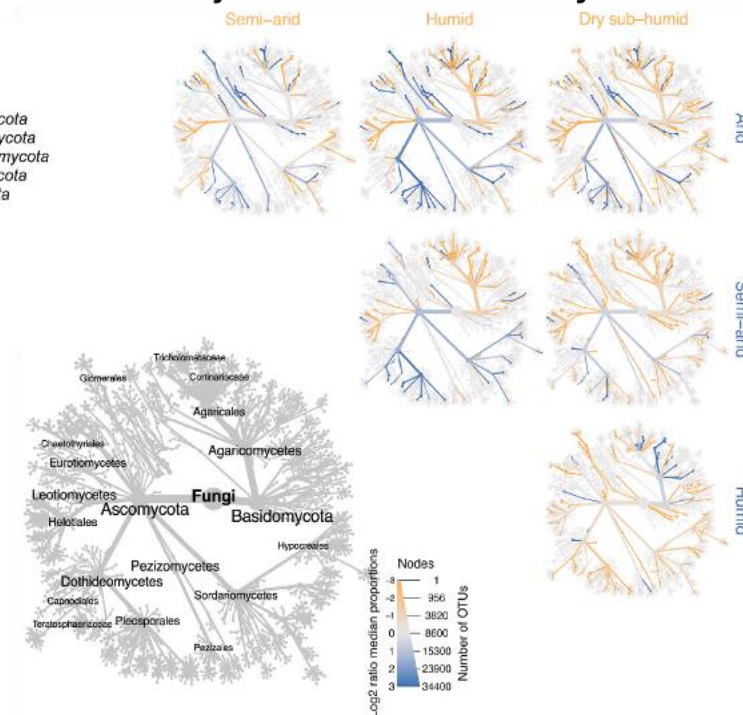 Semi-arid
Humid
Dry sub-humid
Arid
cota
ycota
mycota
cota
ta
Semi-arid
Humid
Tricholomataceae
Glomerales
Cortinariaceae
Agaricales
Chaetothyriales
Agaricomycetes
Eurotiomycetes
Leotiomycetes
Fungi
Ascomycota
Basidomycota
Helotiales
Hypocreales
Pezizomycetes
Dothideomycetes
Capnodiales
Sordariomycetes
Teratosphaeriaceae
Pleosporales
Pezizales
Nodes
Log2 ratio median proportions
Number of OTUs
-3 1
-2 956
-1 3820
0 8600
1 15300
2 23900
3 34400